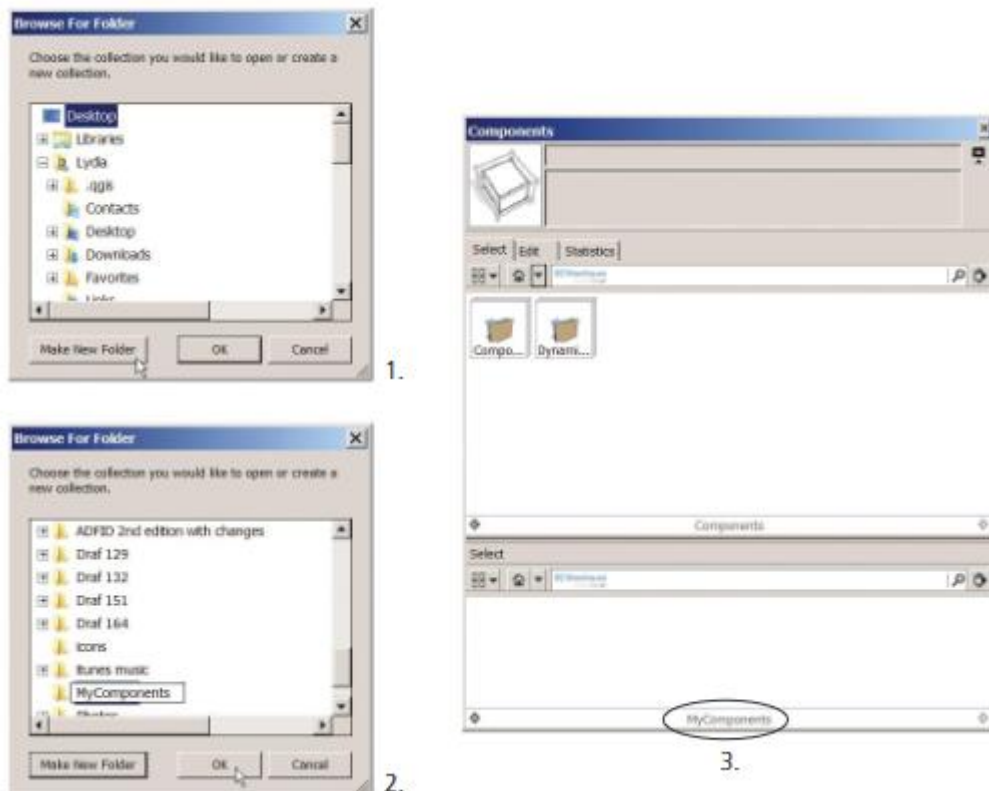 Browse For Folder
Choose the collection you would like to open or create a
new collection.
Desktop
Libraries
Lydia
.qgis
Contacts
Desktop
Downloads
Favorites
Links
Make New Folder
OK
Cancel
1.
Browse For Folder
Choose the collection you would like to open or create a
new collection.
ADFID 2nd edition with changes
Draf 129
Draf 132
Draf 151
Draf 164
icons
Itunes music
MyComponents
Photos
Make New Folder
OK
Cancel
2.
Components
Select Edit Statistics
Compo... Dynami...
Components
Select
MyComponents
3.